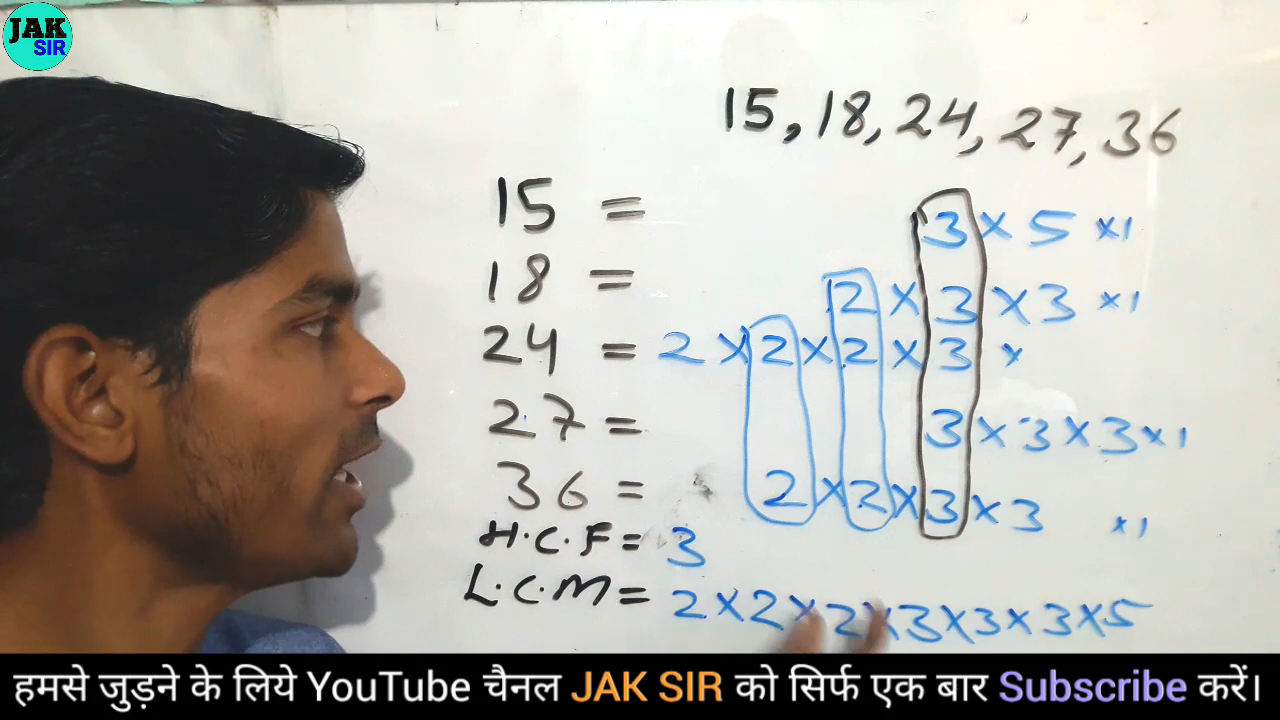 JAK
SIR
15, 18, 24, 27, 36
15 = 3 × 5 ×1
18 = 2 × 3 × 3 ×1
24 = 2 × 2 × 2 × 3 ×
27 = 3 × 3 × 3 ×1
36 = 2 × 2 × 3 × 3 ×1
H.C.F = 3
L.C.M = 2×2×2×3×3×3×5
हमसे जुड़ने के लिये YouTube चैनल JAK SIR को सिर्फ एक बार Subscribe करें।